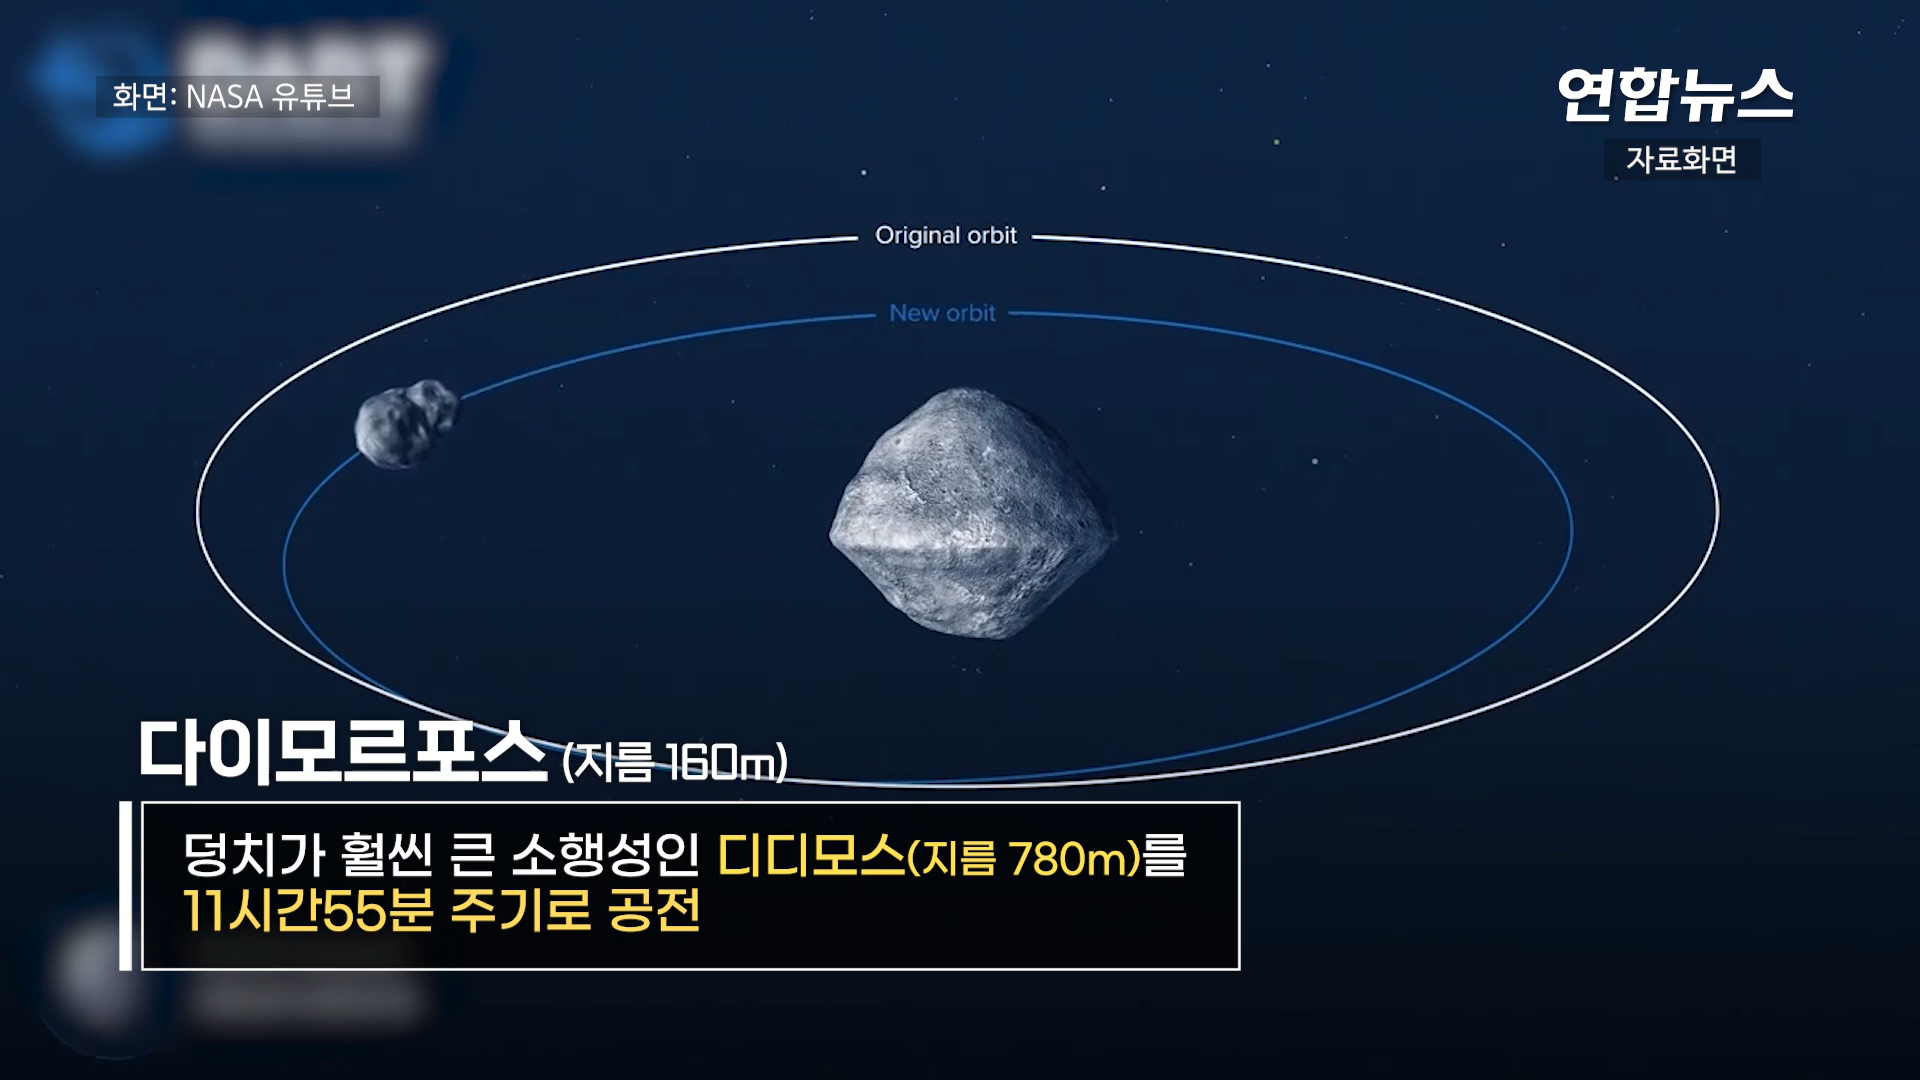 화면: NASA 유튜브
연합뉴스
자료화면
Original orbit
New orbit
다이모르포스 (지름 160m)
덩치가 훨씬 큰 소행성인 디디모스(지름 780m)를
11시간55분 주기로 공전